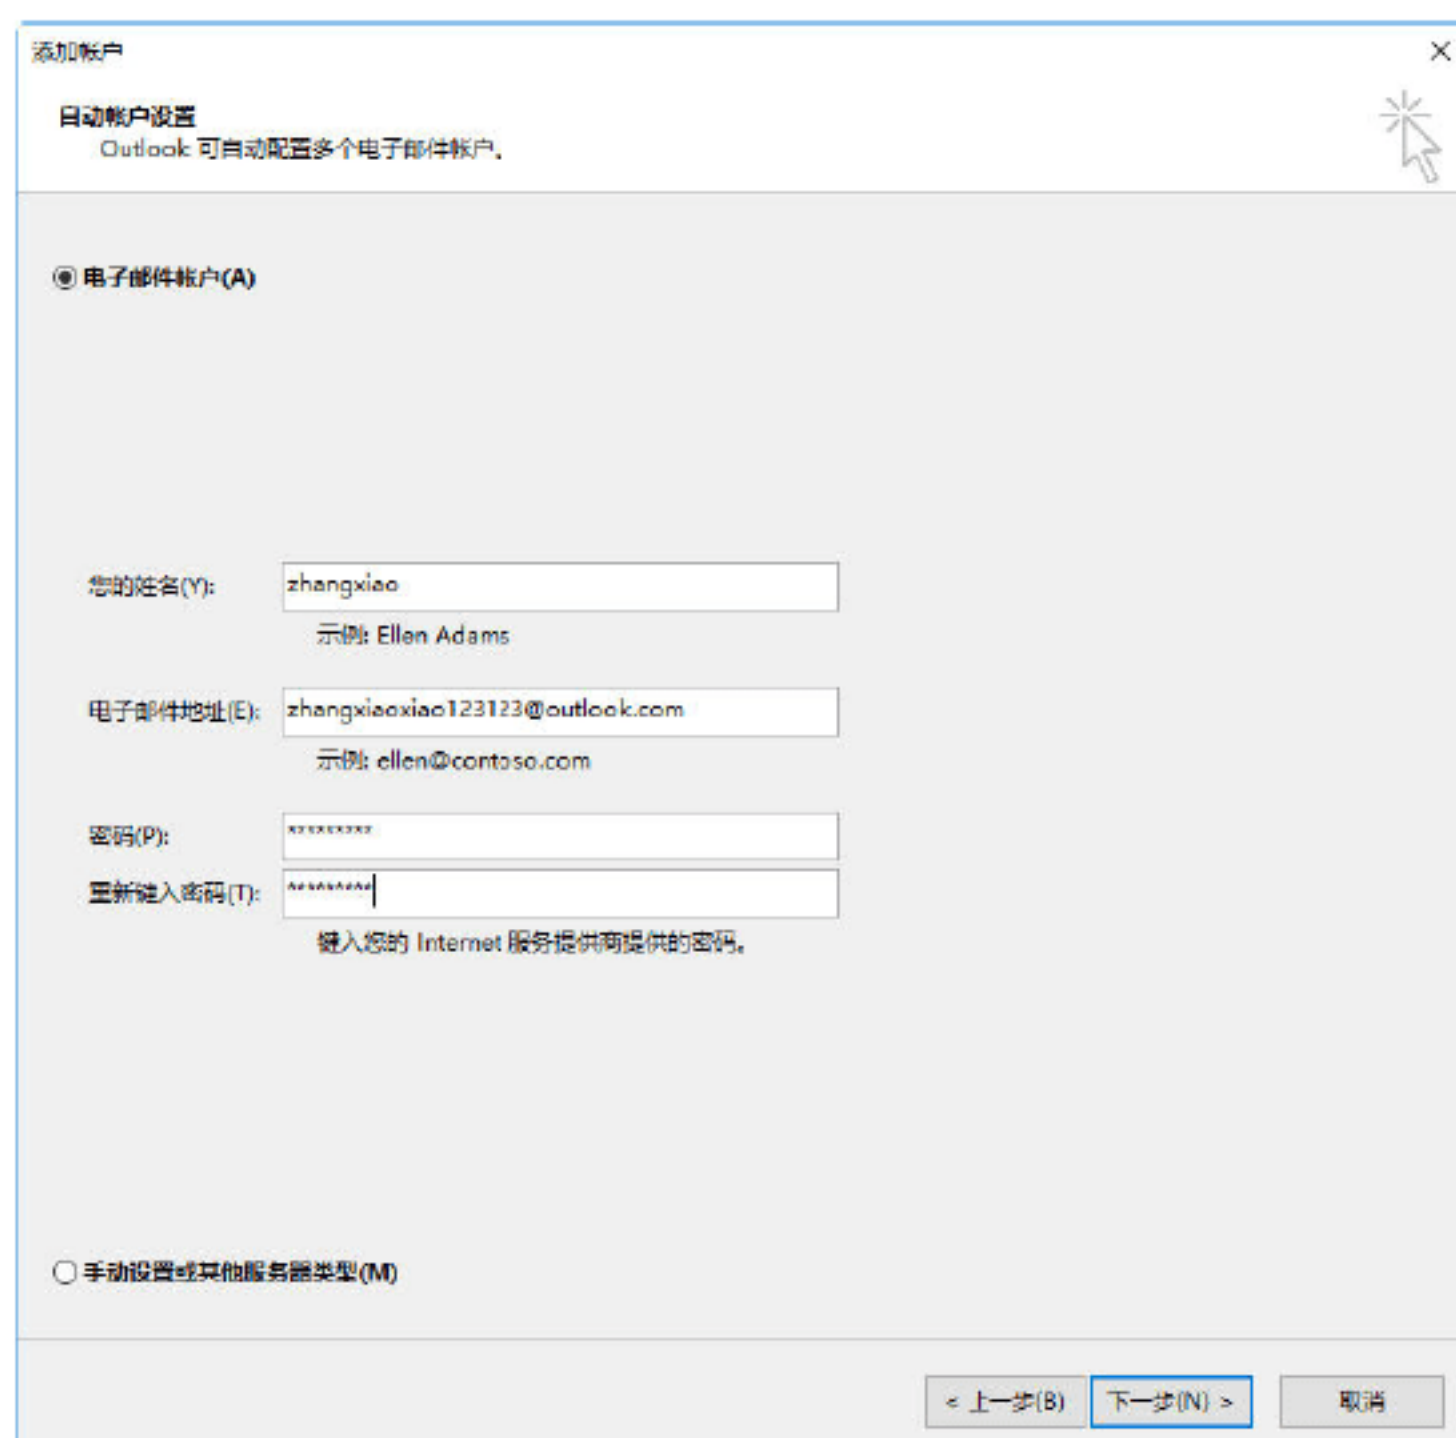 添加帐户
自动帐户设置
Outlook 可自动配置多个电子邮件帐户。
电子邮件帐户(A)
您的姓名(Y): zhangxiao
示例: Ellen Adams
电子邮件地址(E): zhangxiaoxiao123123@outlook.com
示例: ellen@contoso.com
密码(P): *********
重新键入密码(T): *********
键入您的 Internet 服务提供商提供的密码。
手动设置或其他服务器类型(M)
< 上一步(B) 下一步(N) > 取消